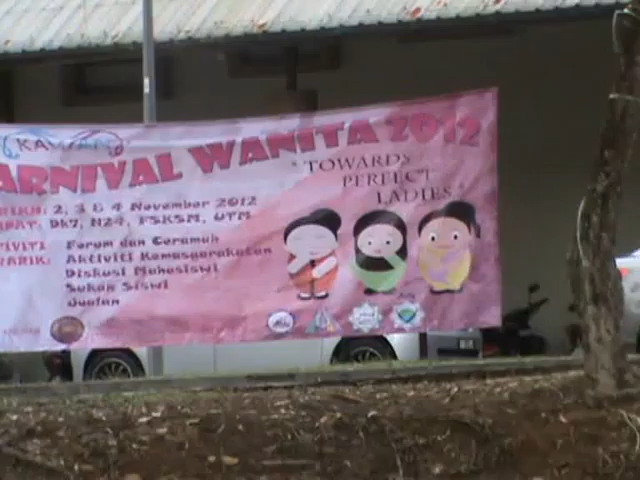 KAWAN
ARNIVAL WANITA 2012
"TOWARDS
PERFECT
LADIES"
: 2, 3 & 4 November 2012
: Dk7, N24, FSKSM, UTM
Forum dan Ceramah
Aktiviti Kemasyarakatan
Diskusi Mahasiswi
Sukan Siswi
Jualan